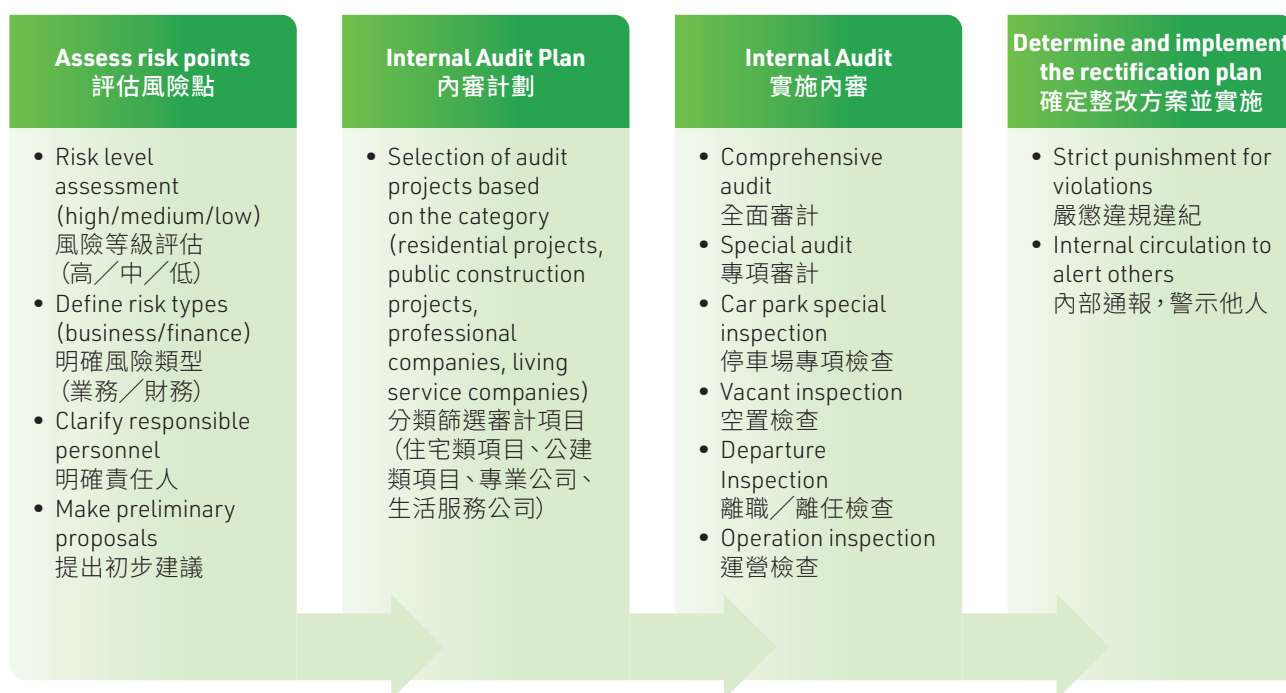 Assess risk points
評估風險點
• Risk level
assessment
(high/medium/low)
風險等級評估
（高／中／低）
• Define risk types
(business/finance)
明確風險類型
（業務／財務）
• Clarify responsible
personnel
明確責任人
• Make preliminary
proposals
提出初步建議
Internal Audit Plan
內審計劃
• Selection of audit
projects based
on the category
(residential projects,
public construction
projects,
professional
companies, living
service companies)
分類篩選審計項目
（住宅類項目、公建
類項目、專業公司、
生活服務公司）
Internal Audit
實施內審
• Comprehensive
audit
全面審計
• Special audit
專項審計
• Car park special
inspection
停車場專項檢查
• Vacant inspection
空置檢查
• Departure
Inspection
離職／離任檢查
• Operation inspection
運營檢查
Determine and implement
the rectification plan
確定整改方案並實施
• Strict punishment for
violations
嚴懲違規違紀
• Internal circulation to
alert others
內部通報，警示他人